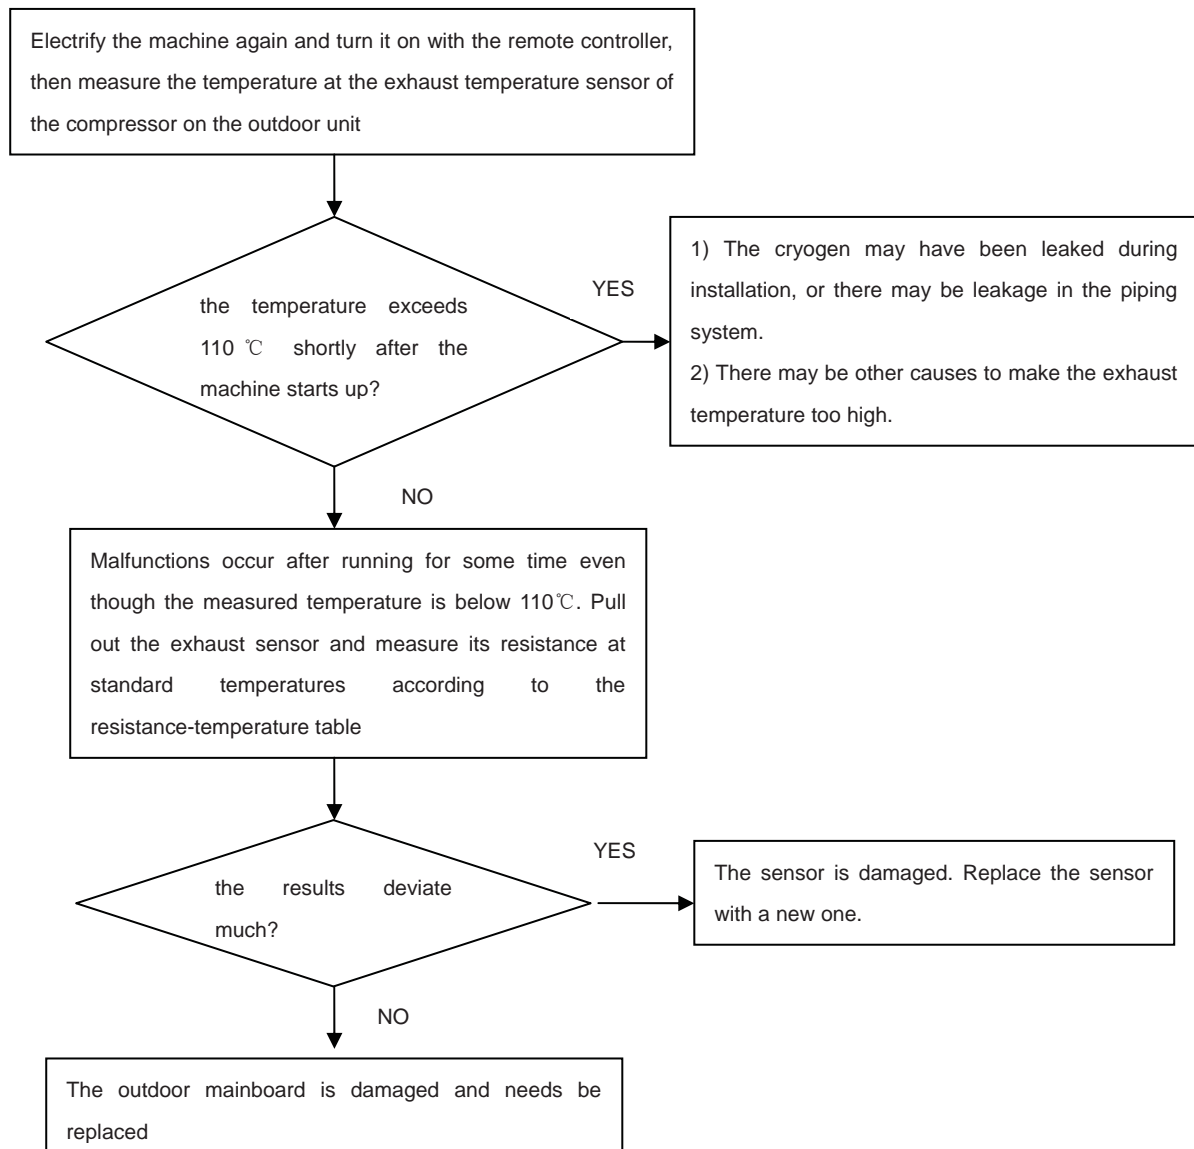 Electrify the machine again and turn it on with the remote controller,
then measure the temperature at the exhaust temperature sensor of
the compressor on the outdoor unit
the temperature exceeds
110 ℃ shortly after the
machine starts up?
YES
1) The cryogen may have been leaked during
installation, or there may be leakage in the piping
system.
2) There may be other causes to make the exhaust
temperature too high.
NO
Malfunctions occur after running for some time even
though the measured temperature is below 110℃. Pull
out the exhaust sensor and measure its resistance at
standard temperatures according to the
resistance-temperature table
the results deviate
much?
YES
The sensor is damaged. Replace the sensor
with a new one.
NO
The outdoor mainboard is damaged and needs be
replaced